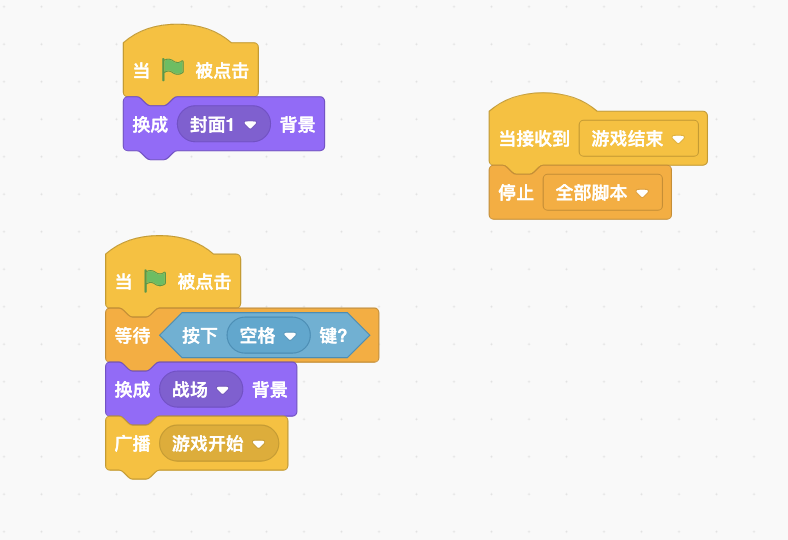 当 被点击
换成 封面1 背景
当接收到 游戏结束
停止 全部脚本
当 被点击
等待 按下 空格 键?
换成 战场 背景
广播 游戏开始